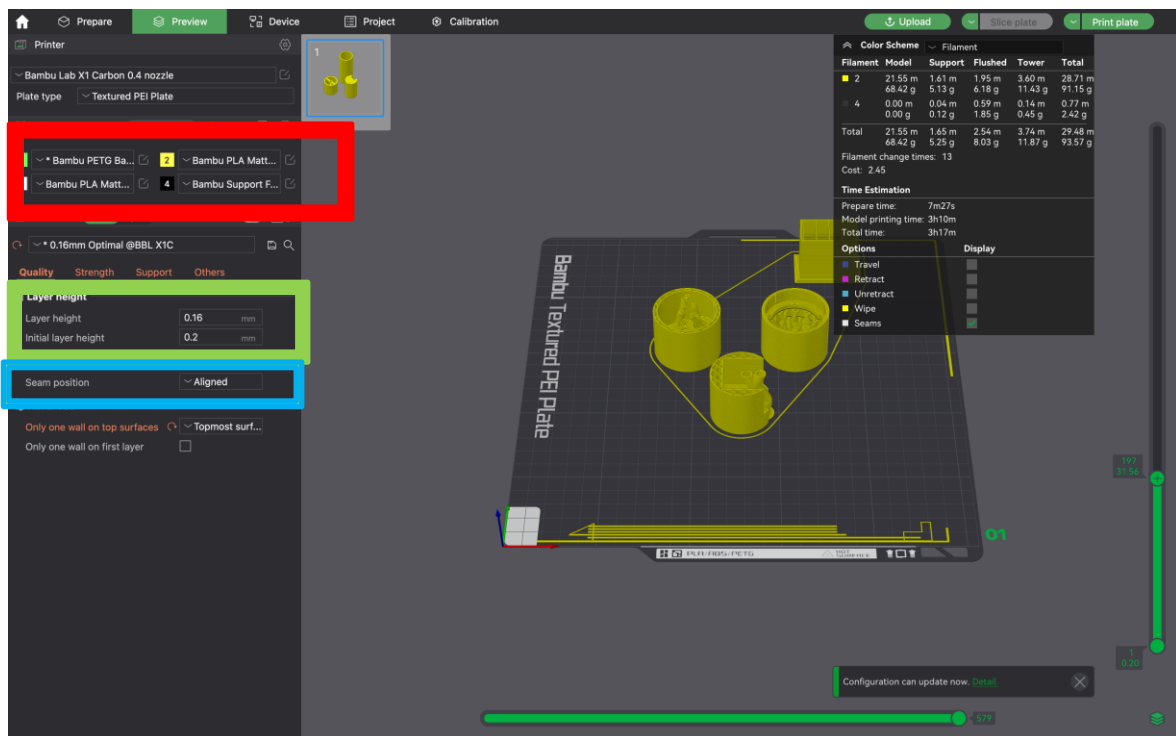 Prepare Preview Device Project Calibration Upload Slice plate Print plate
Printer
Bambu Lab X1 Carbon 0.4 nozzle
Plate type Textured PEI Plate
* Bambu PETG Ba... 2 Bambu PLA Matt...
Bambu PLA Matt... 4 Bambu Support F...
* 0.16mm Optimal @BBL X1C
Quality Strength Support Others
Layer height
Layer height 0.16 mm
Initial layer height 0.2 mm
Seam position Aligned
Only one wall on top surfaces Topmost surf...
Only one wall on first layer
1
Color Scheme Filament
Filament Model Support Flushed Tower Total
2 21.55 m 1.61 m 1.95 m 3.60 m 28.71 m
68.42 g 5.13 g 6.18 g 11.43 g 91.15 g
4 0.00 m 0.04 m 0.59 m 0.14 m 0.77 m
0.00 g 0.12 g 1.85 g 0.45 g 2.42 g
Total 21.55 m 1.65 m 2.54 m 3.74 m 29.48 m
68.42 g 5.25 g 8.03 g 11.87 g 93.57 g
Filament change times: 13
Cost: 2.45
Time Estimation
Prepare time: 7m27s
Model printing time: 3h10m
Total time: 3h17m
Options Display
Travel
Retract
Unretract
Wipe
Seams
Bambu Textured PEI Plate
01
PLA/ABS/PETG HOT SURFACE
197
31.56
1
0.20
Configuration can update now. Detail
579